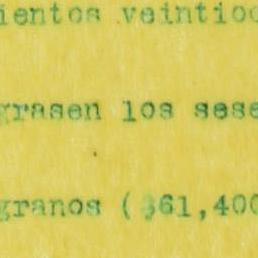 ientos veintioc
grasen los sese
granos ($61,400